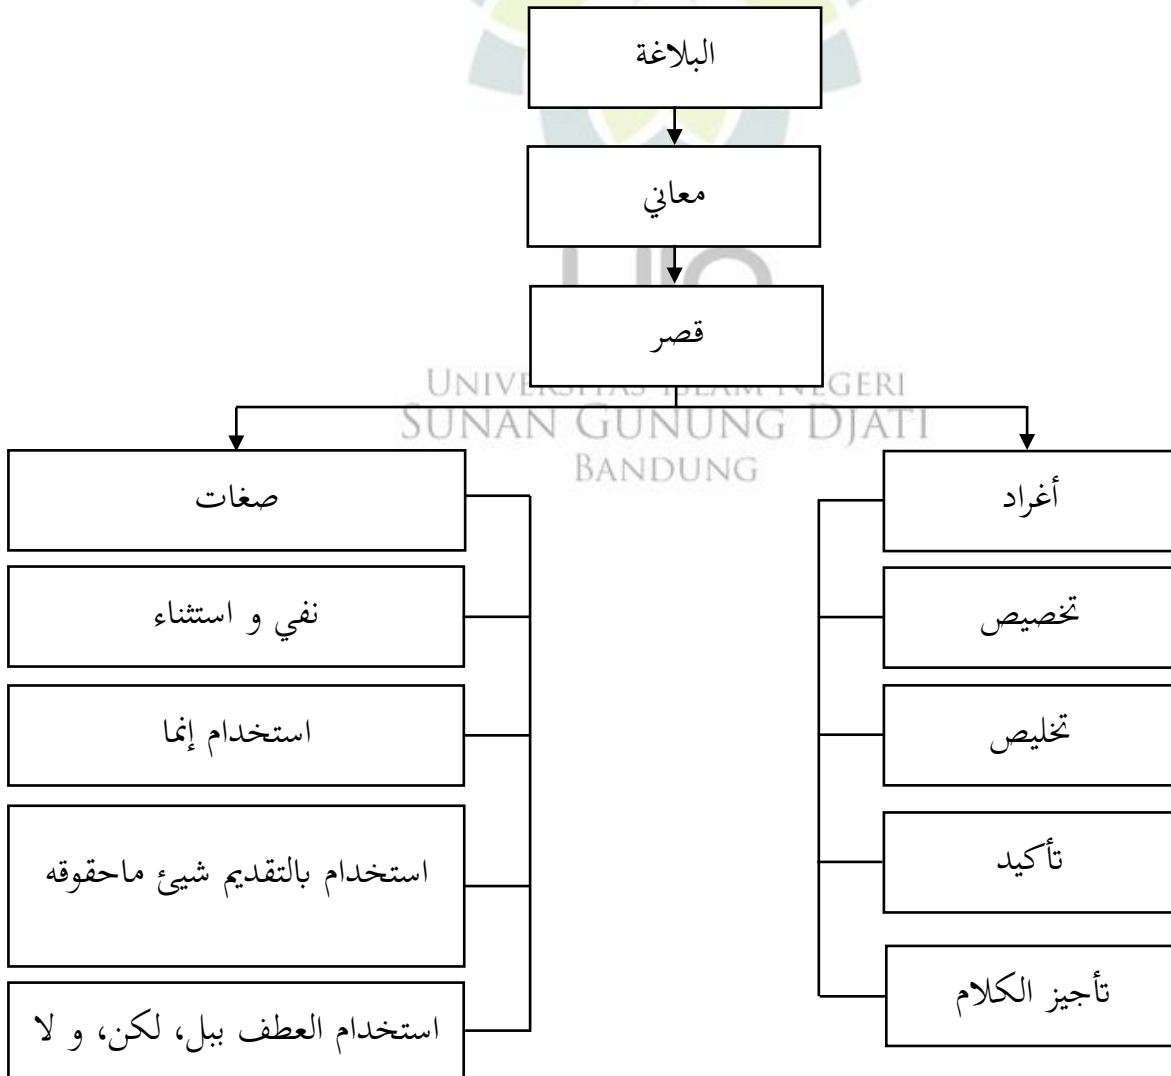 البلاغة
معاني
قصر
UNIVERSITAS ISLAM NEGERI
SUNAN GUNUNG DJATI
BANDUNG
أغراد
تخصيص
تخليص
تأكيد
تأجيز الكلام
صغات
نفي و استثناء
استخدام إنما
استخدام بالتقديم شيئ ماحقوقه
استخدام العطف ببل، لكن، و لا